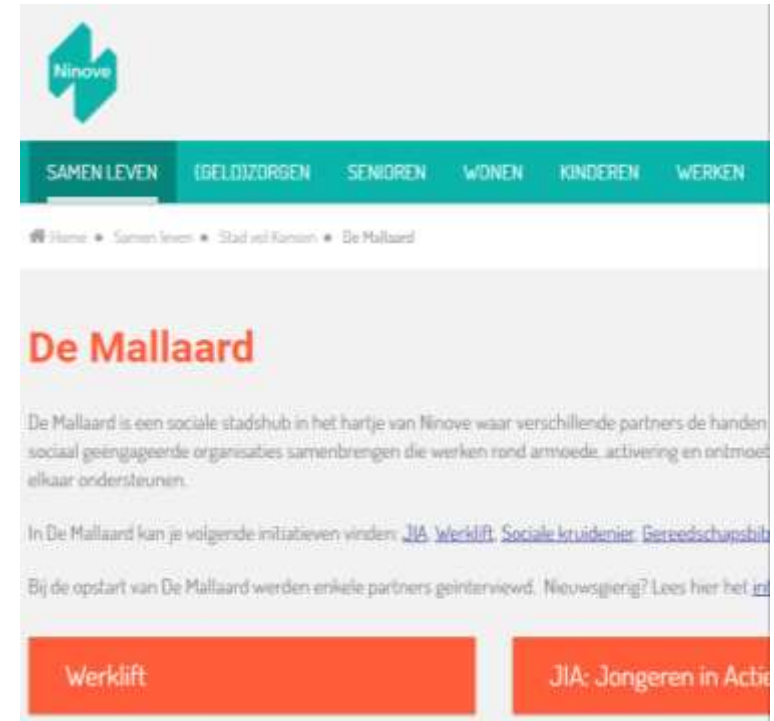 Ninove
SAMEN LEVEN (GELD)ZORGEN SENIOREN WONEN KINDEREN WERKEN
Home • Samen leven • Stad vol Kansen • De Mallaard
De Mallaard
De Mallaard is een sociale stadshub in het hartje van Ninove waar verschillende partners de handen
sociaal geëngageerde organisaties samenbrengen die werken rond armoede, activering en ontmoet
elkaar ondersteunen.
In De Mallaard kan je volgende initiatieven vinden: JIA, Werklift, Sociale kruidenier, Gereedschapsbib
Bij de opstart van De Mallaard werden enkele partners geïnterviewd. Nieuwsgierig? Lees hier het in
Werklift JIA: Jongeren in Actie